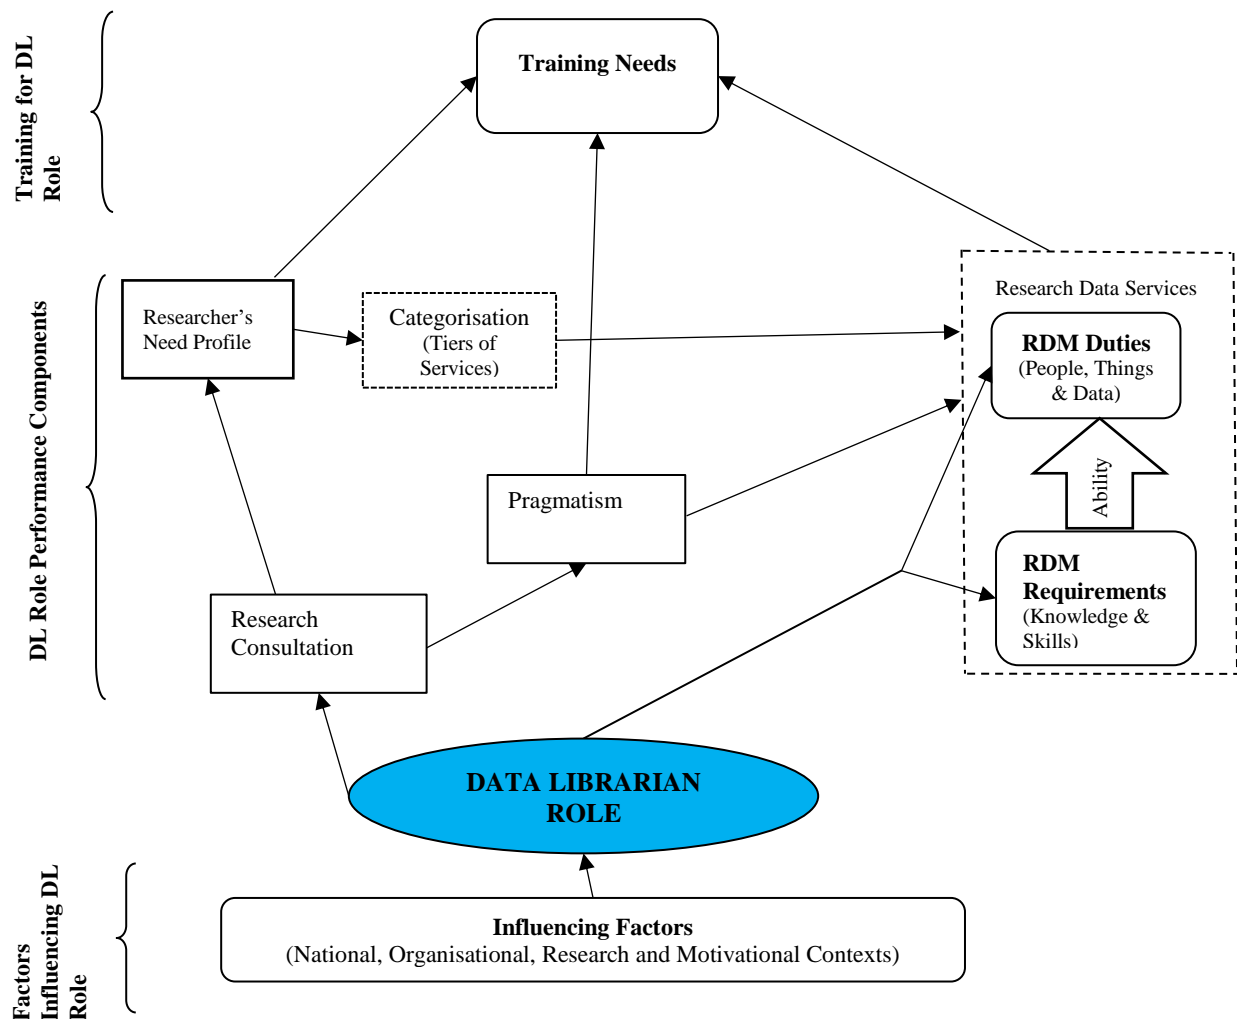 Training for DL
Role
Training Needs
DL Role Performance Components
Researcher’s
Need Profile
Categorisation
(Tiers of
Services)
Research Data Services
RDM Duties
(People, Things
& Data)
Ability
Pragmatism
RDM
Requirements
(Knowledge &
Skills)
Research
Consultation
DATA LIBRARIAN
ROLE
Factors
Influencing DL
Role
Influencing Factors
(National, Organisational, Research and Motivational Contexts)